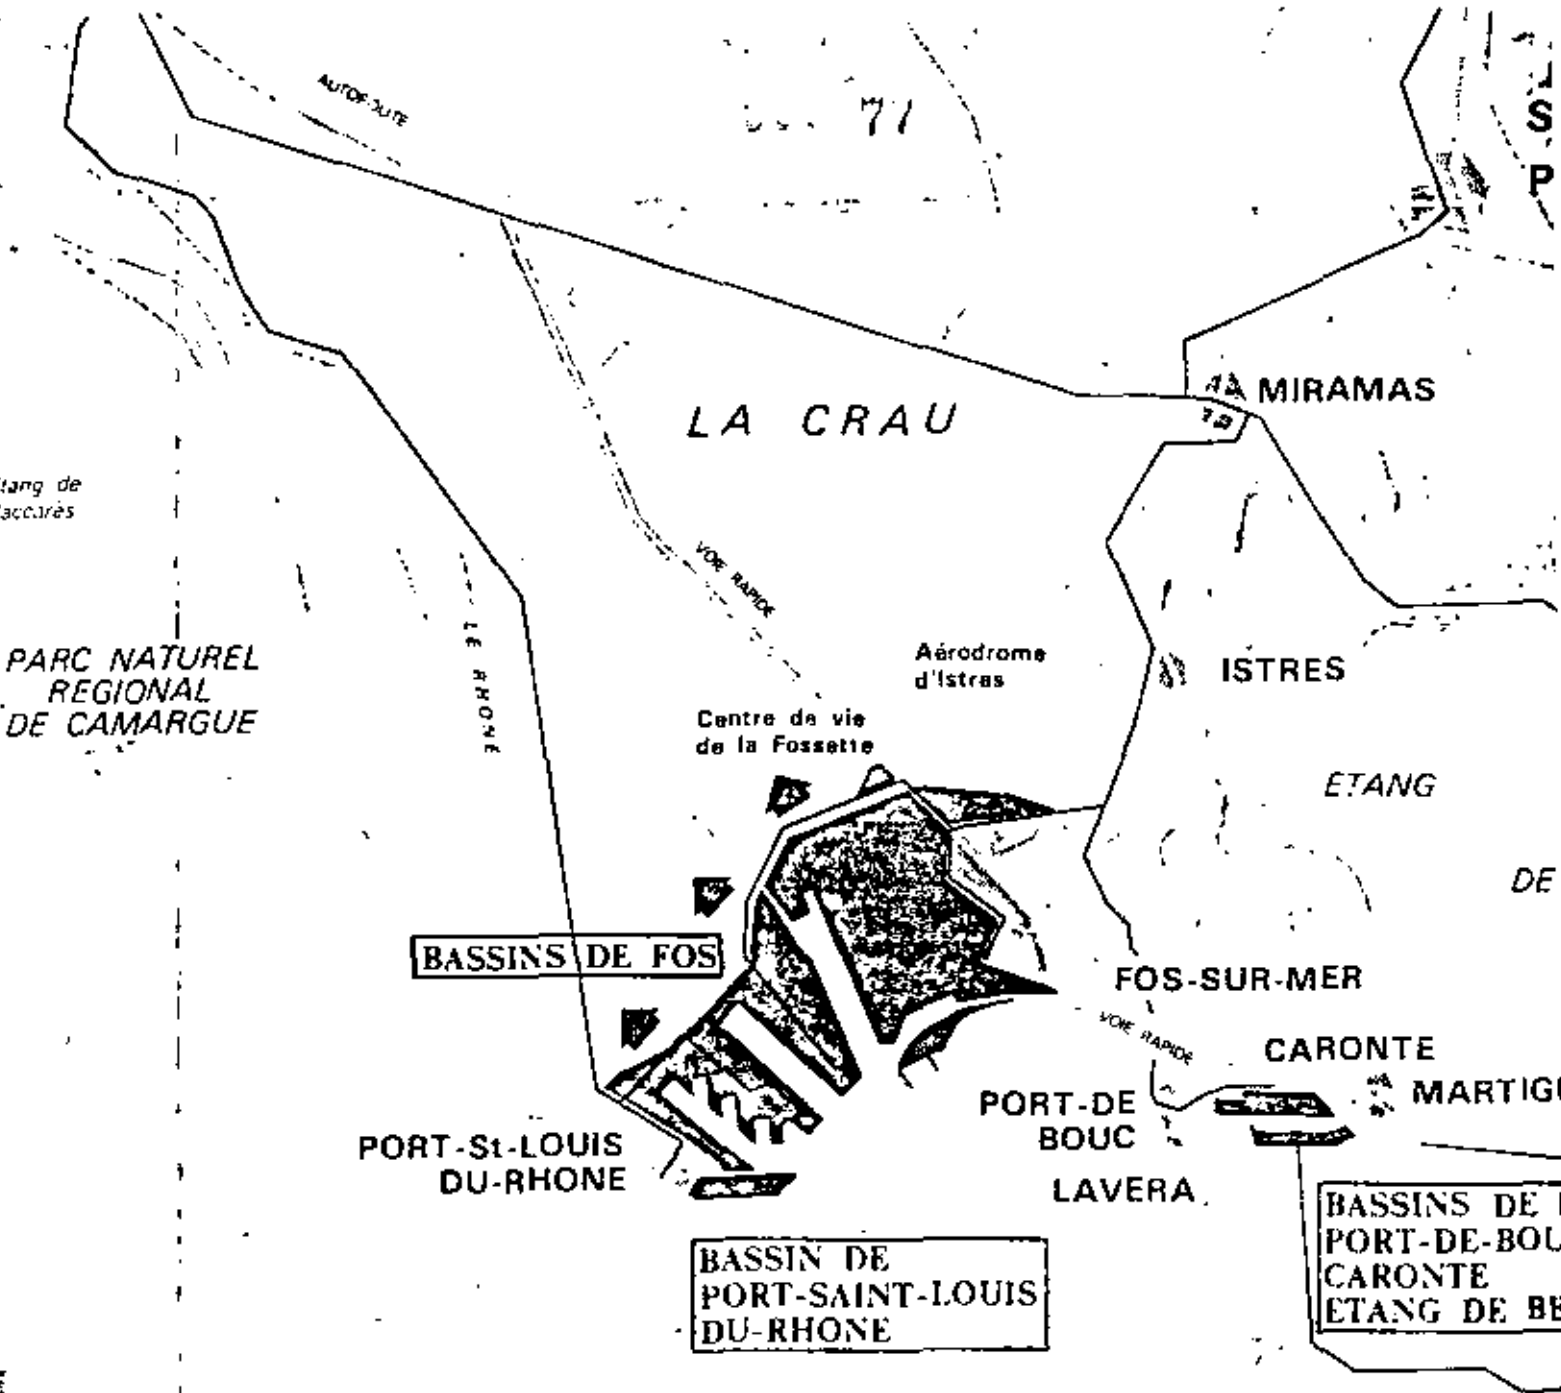 AUTOROUTE
77
S
P
MIRAMAS
LA CRAU
VOIE RAPIDE
LE RHONE
PARC NATUREL
REGIONAL
DE CAMARGUE
Aérodrome
d'Istres
ISTRES
Centre de vie
de la Fossette
ETANG
DE
BASSINS DE FOS
FOS-SUR-MER
VOIE RAPIDE
CARONTE
MARTIGU
PORT-DE
BOUC
LAVERA
PORT-St-LOUIS
DU-RHONE
BASSIN DE
PORT-SAINT-LOUIS
DU-RHONE
BASSINS DE
PORT-DE-BOU
CARONTE
ETANG DE BE